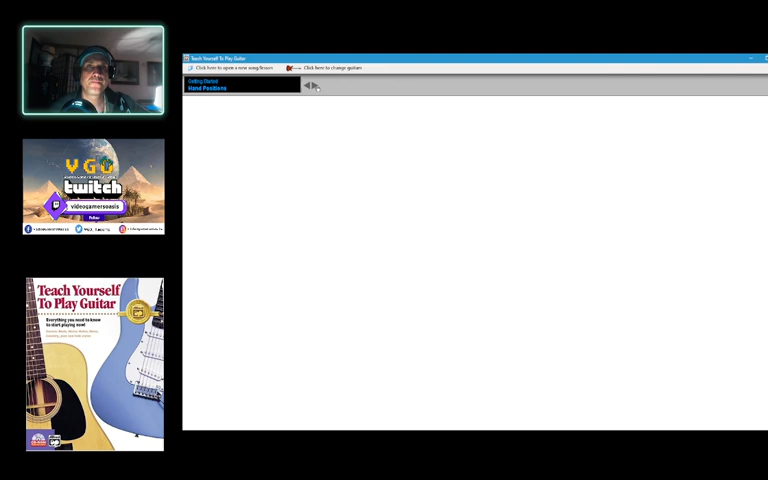 Teach Yourself To Play Guitar
Click here to open a new song/lesson
Click here to change guitars
Getting Started
Hand Positions
VGO
twitch
videogamersoasis
Follow
Teach Yourself
To Play Guitar
Everything you need to know
to start playing now!